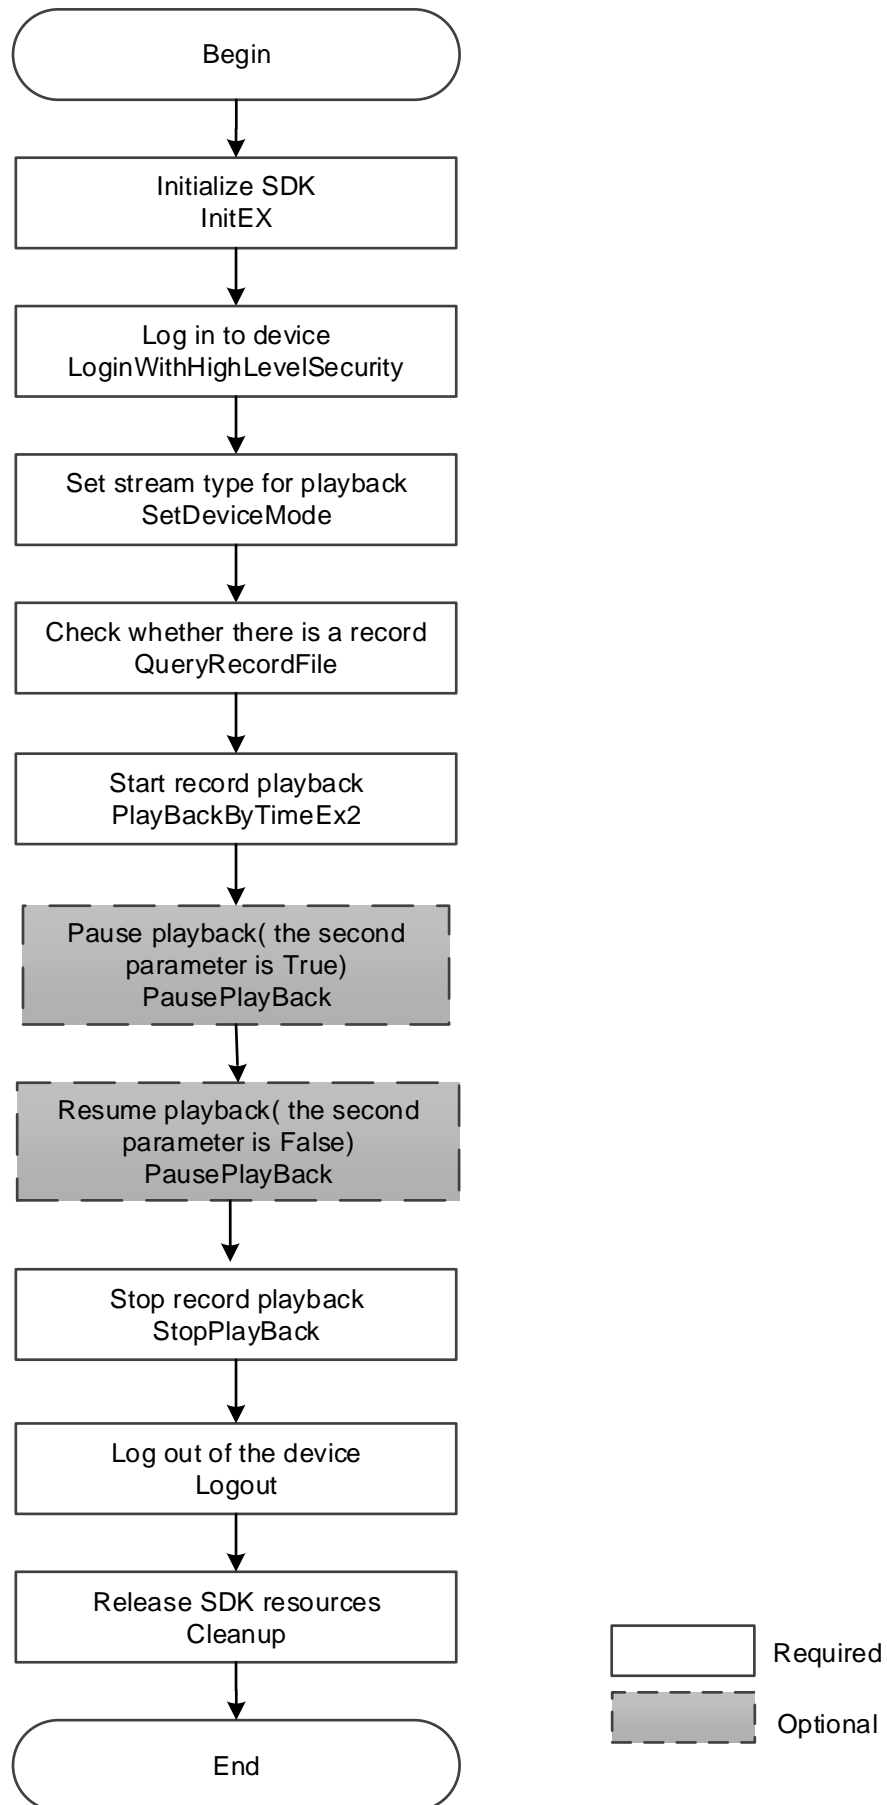 Begin
Initialize SDK
InitEX
Log in to device
LoginWithHighLevelSecurity
Set stream type for playback
SetDeviceMode
Check whether there is a record
QueryRecordFile
Start record playback
PlayBackByTimeEx2
Pause playback( the second
parameter is True)
PausePlayBack
Resume playback( the second
parameter is False)
PausePlayBack
Stop record playback
StopPlayBack
Log out of the device
Logout
Release SDK resources
Cleanup
End
Required
Optional